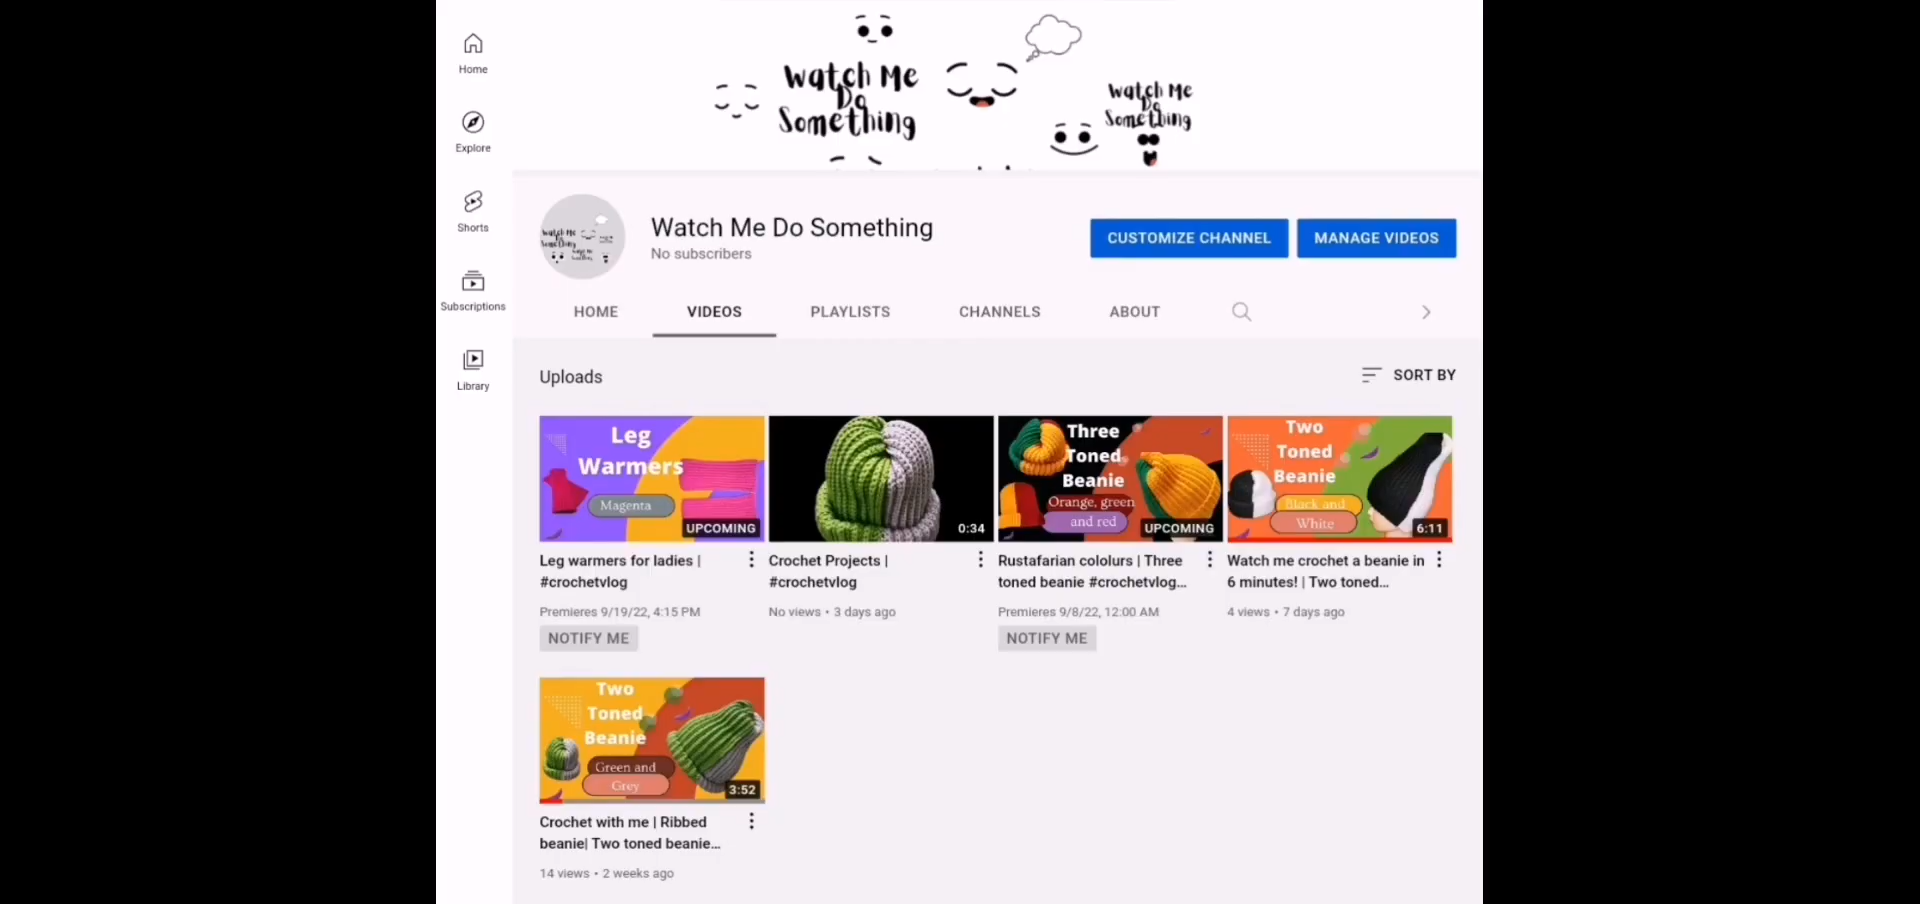 Watch Me
Do
Something
Watch Me
Do
Something
Home
Explore
Shorts
Subscriptions
Library
Watch Me Do Something
No subscribers
CUSTOMIZE CHANNEL
MANAGE VIDEOS
HOME
VIDEOS
PLAYLISTS
CHANNELS
ABOUT
Uploads
SORT BY
Leg
Warmers
Magenta
UPCOMING
Leg warmers for ladies |
#crochetvlog
Premieres 9/19/22, 4:15 PM
NOTIFY ME
0:34
Crochet Projects |
#crochetvlog
No views • 3 days ago
Three
Toned
Beanie
Orange, green
and red
UPCOMING
Rustafarian colours | Three
toned beanie #crochetvlog...
Premieres 9/8/22, 12:00 AM
NOTIFY ME
Two
Toned
Beanie
Black and
White
6:11
Watch me crochet a beanie in
6 minutes! | Two toned...
4 views • 7 days ago
Two
Toned
Beanie
Green and
Grey
3:52
Crochet with me | Ribbed
beanie| Two toned beanie...
14 views • 2 weeks ago